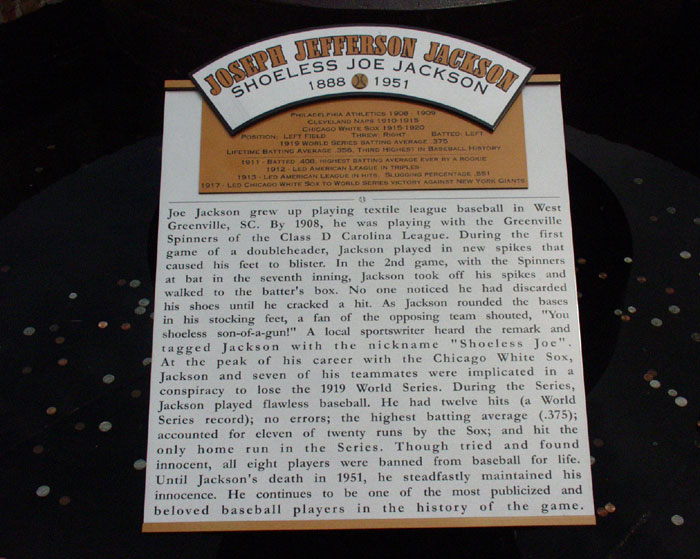 JOSEPH JEFFERSON JACKSON
SHOELESS JOE JACKSON
1888 1951
PHILADELPHIA ATHLETICS 1908 - 1909
CLEVELAND NAPS 1910-1915
CHICAGO WHITE SOX 1915-1920
POSITION: LEFT FIELD THREW: RIGHT BATTED: LEFT
1919 WORLD SERIES BATTING AVERAGE .375
LIFETIME BATTING AVERAGE .356, THIRD HIGHEST IN BASEBALL HISTORY
1911 - BATTED .408, HIGHEST BATTING AVERAGE EVER BY A ROOKIE
1912 - LED AMERICAN LEAGUE IN TRIPLES
1913 - LED AMERICAN LEAGUE IN HITS, SLUGGING PERCENTAGE .551
1917 - LED CHICAGO WHITE SOX TO WORLD SERIES VICTORY AGAINST NEW YORK GIANTS
Joe Jackson grew up playing textile league baseball in West
Greenville, SC. By 1908, he was playing with the Greenville
Spinners of the Class D Carolina League. During the first
game of a doubleheader, Jackson played in new spikes that
caused his feet to blister. In the 2nd game, with the Spinners
at bat in the seventh inning, Jackson took off his spikes and
walked to the batter's box. No one noticed he had discarded
his shoes until he cracked a hit. As Jackson rounded the bases
in his stocking feet, a fan of the opposing team shouted, "You
shoeless son-of-a-gun!" A local sportswriter heard the remark and
tagged Jackson with the nickname "Shoeless Joe".
At the peak of his career with the Chicago White Sox,
Jackson and seven of his teammates were implicated in a
conspiracy to lose the 1919 World Series. During the Series,
Jackson played flawless baseball. He had twelve hits (a World
Series record); no errors; the highest batting average (.375);
accounted for eleven of twenty runs by the Sox; and hit the
only home run in the Series. Though tried and found
innocent, all eight players were banned from baseball for life.
Until Jackson's death in 1951, he steadfastly maintained his
innocence. He continues to be one of the most publicized and
beloved baseball players in the history of the game.